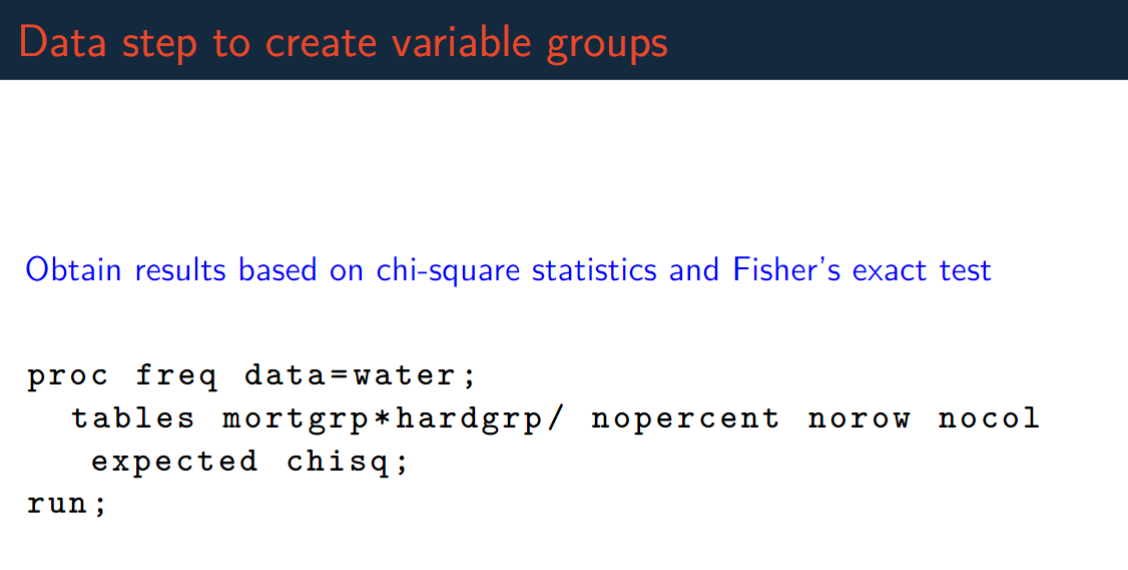 Data step to create variable groups
Obtain results based on chi-square statistics and Fisher's exact test
proc freq data=water;
tables mortgrp*hardgrp/ nopercent norow nocol
expected chisq;
run;